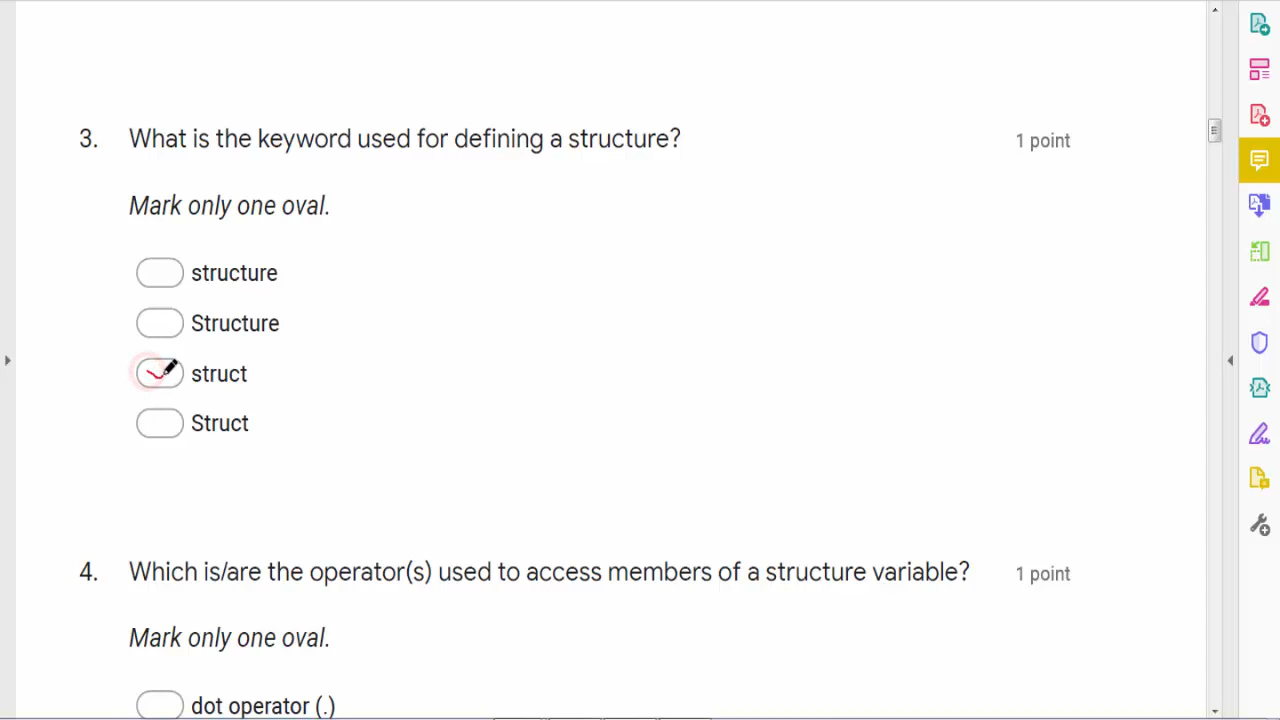 3. What is the keyword used for defining a structure? 1 point
Mark only one oval.
structure
Structure
struct
Struct
4. Which is/are the operator(s) used to access members of a structure variable? 1 point
Mark only one oval.
dot operator (.)